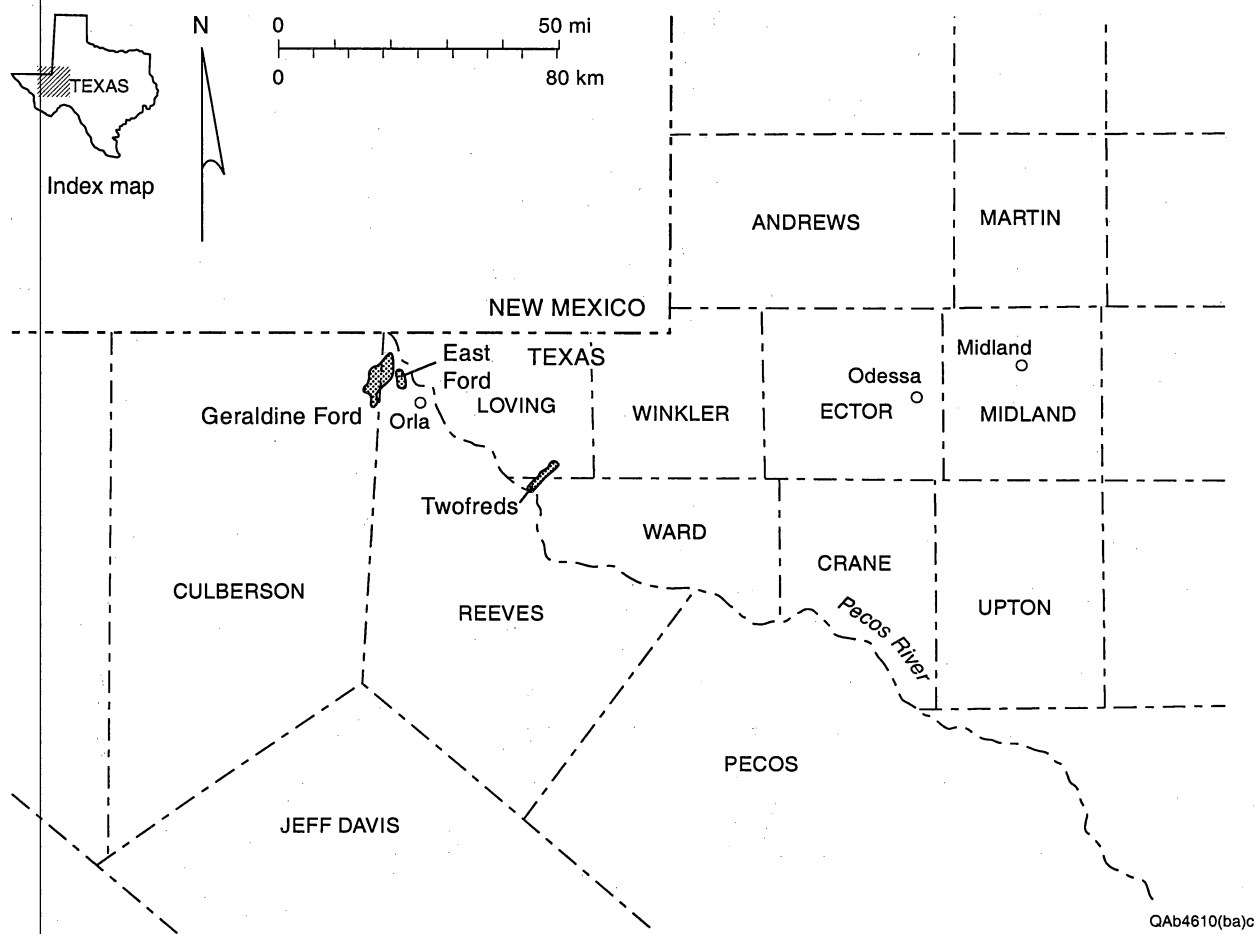 N
0 50 mi
0 80 km
TEXAS
Index map
ANDREWS
MARTIN
NEW MEXICO
TEXAS
East
Ford
Geraldine Ford
Orla
LOVING
WINKLER
Odessa
ECTOR
Midland
MIDLAND
Twofreds
WARD
CRANE
CULBERSON
REEVES
UPTON
Pecos River
PECOS
JEFF DAVIS
QAb4610(ba)c